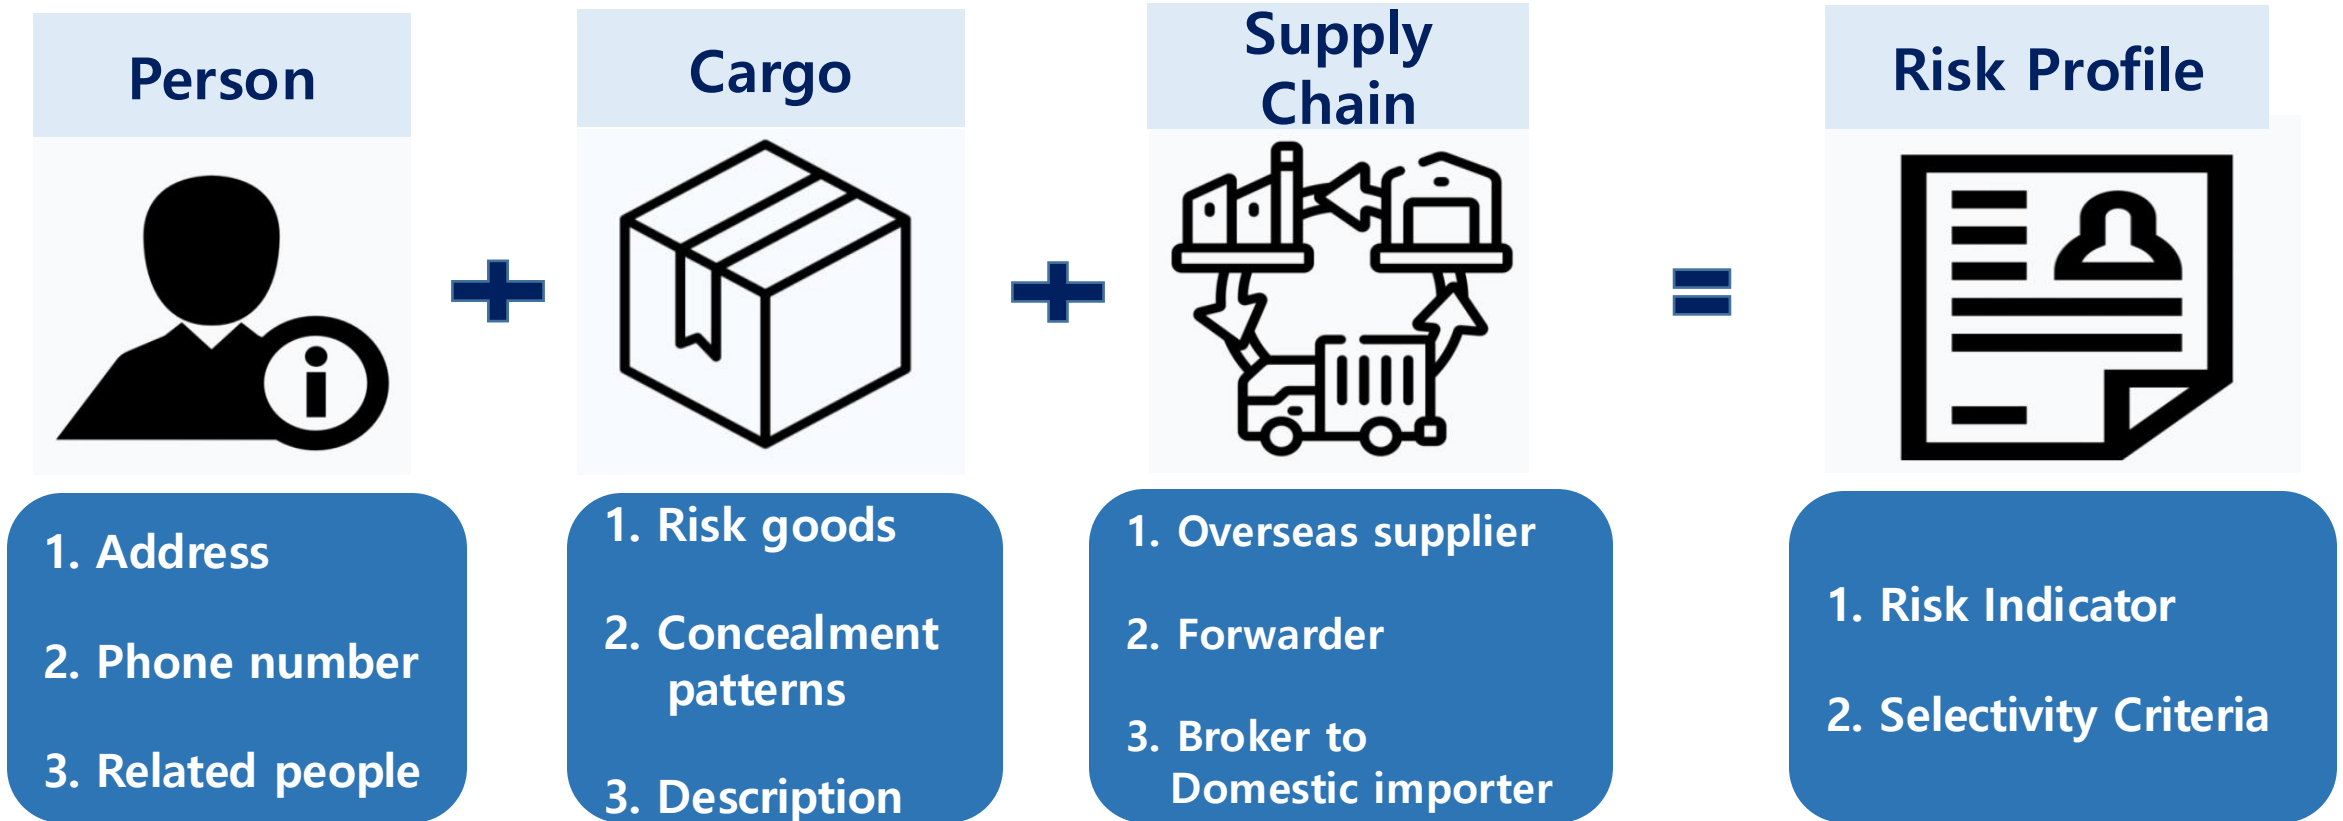 Person
1. Address
2. Phone number
3. Related people
Cargo
1. Risk goods
2. Concealment
patterns
3. Description
Supply
Chain
1. Overseas supplier
2. Forwarder
3. Broker to
Domestic importer
Risk Profile
1. Risk Indicator
2. Selectivity Criteria